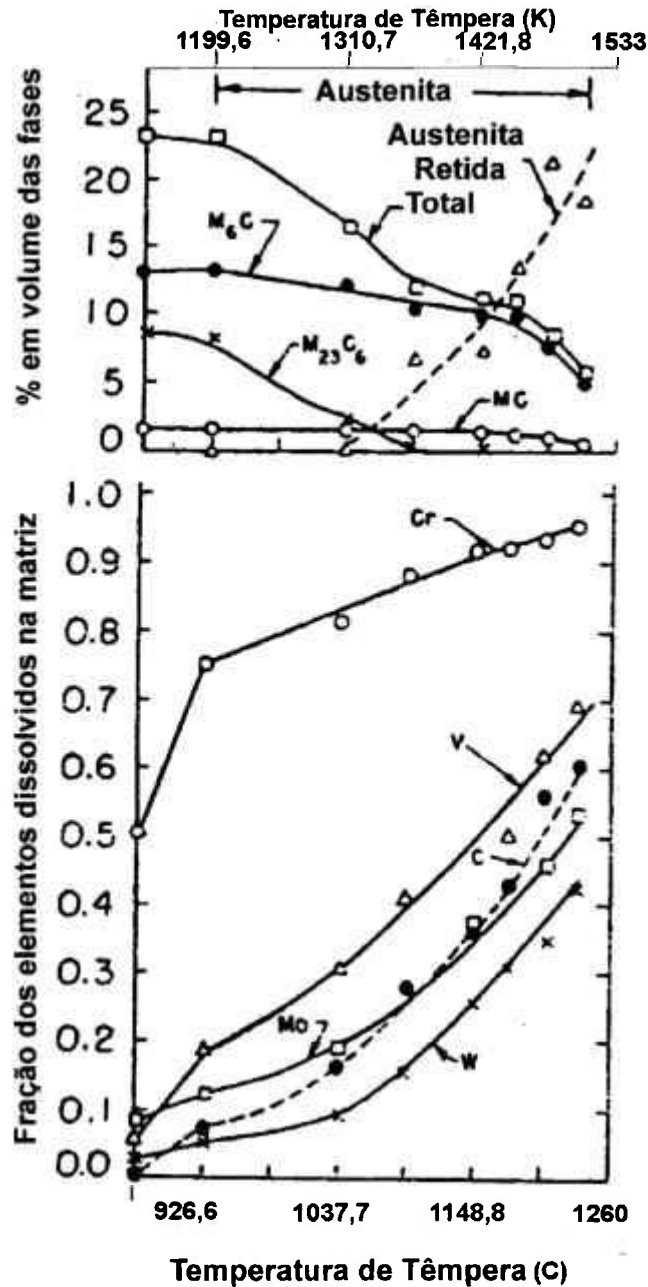 Temperatura de Têmpera (K)
1199,6 1310,7 1421,8 1533
% em volume das fases
Austenita
25
Austenita
Retida
20
Total
M₆C
15
10
M₂₃C₆
5
MC
0
Fração dos elementos dissolvidos na matriz
1.0
Cr
0.9
0.8
0.7
V
0.6
0.5
C
0.4
0.3
Mo
0.2
W
0.1
0.0
926,6 1037,7 1148,8 1260
Temperatura de Têmpera (C)